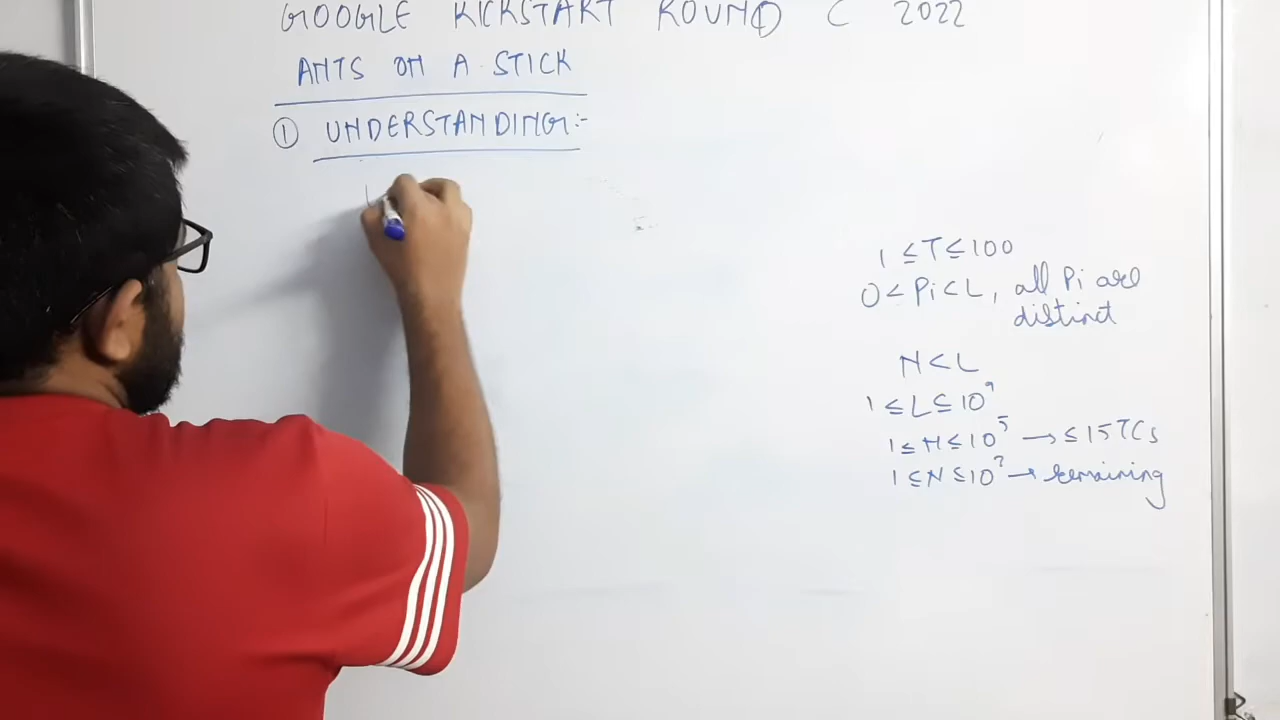 GOOGLE KICKSTART ROUND C 2022
ANTS ON A STICK
① UNDERSTANDING:-
1 ≤ T ≤ 100
0 < Pi < L, all Pi are
distinct
N < L
1 ≤ L ≤ 10⁹
1 ≤ N ≤ 10⁵ → ≤ 15 TCs
1 ≤ N ≤ 10² → remaining